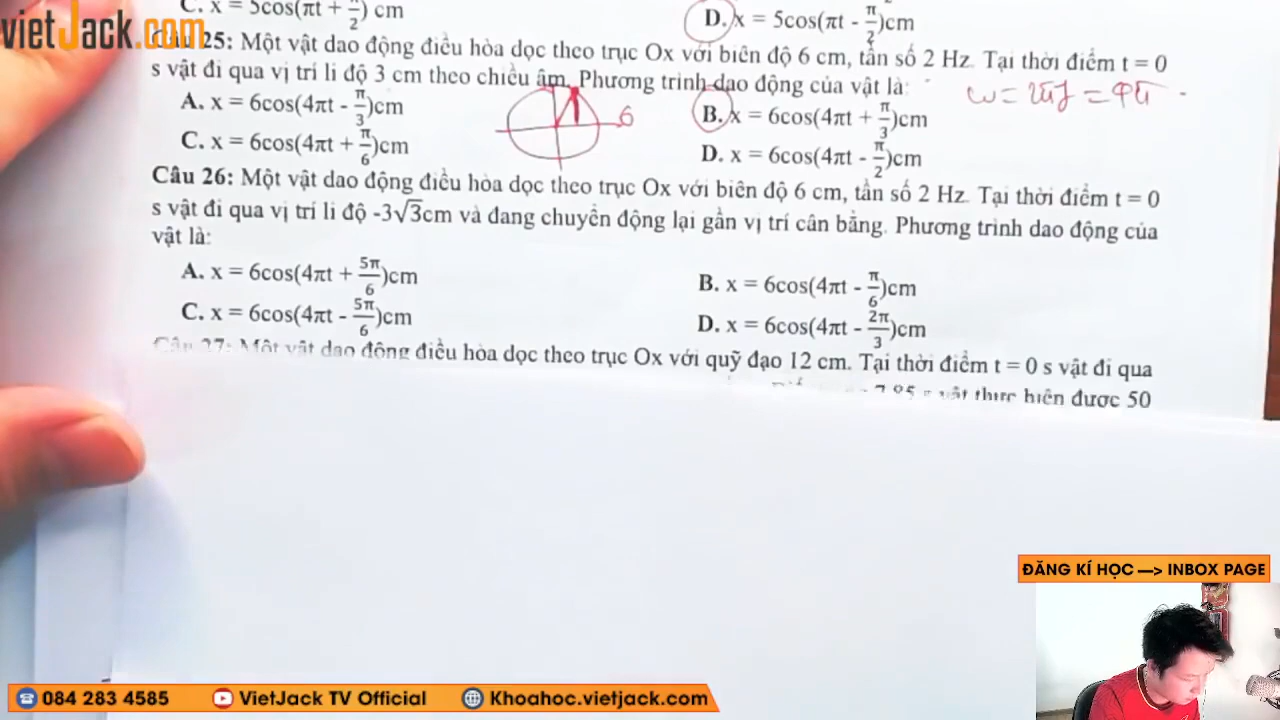 C. x = 5cos(πt + π/2) cm
D. x = 5cos(πt - π/2)cm
vietJack.com
Câu 25: Một vật dao động điều hòa dọc theo trục Ox với biên độ 6 cm, tần số 2 Hz. Tại thời điểm t = 0
s vật đi qua vị trí li độ 3 cm theo chiều âm. Phương trình dao động của vật là:
ω = 2πf = 4π
A. x = 6cos(4πt - π/3)cm
6
B. x = 6cos(4πt + π/3)cm
C. x = 6cos(4πt + π/6)cm
D. x = 6cos(4πt - π/2)cm
Câu 26: Một vật dao động điều hòa dọc theo trục Ox với biên độ 6 cm, tần số 2 Hz. Tại thời điểm t = 0
s vật đi qua vị trí li độ -3√3cm và đang chuyển động lại gần vị trí cân bằng. Phương trình dao động của
vật là:
A. x = 6cos(4πt + 5π/6)cm
B. x = 6cos(4πt - π/6)cm
C. x = 6cos(4πt - 5π/6)cm
D. x = 6cos(4πt - 2π/3)cm
Câu 27: Một vật dao động điều hòa dọc theo trục Ox với quỹ đạo 12 cm. Tại thời điểm t = 0 s vật đi qua
vật thực hiện được 50
ĐĂNG KÍ HỌC —> INBOX PAGE
084 283 4585
VietJack TV Official
Khoahoc.vietjack.com